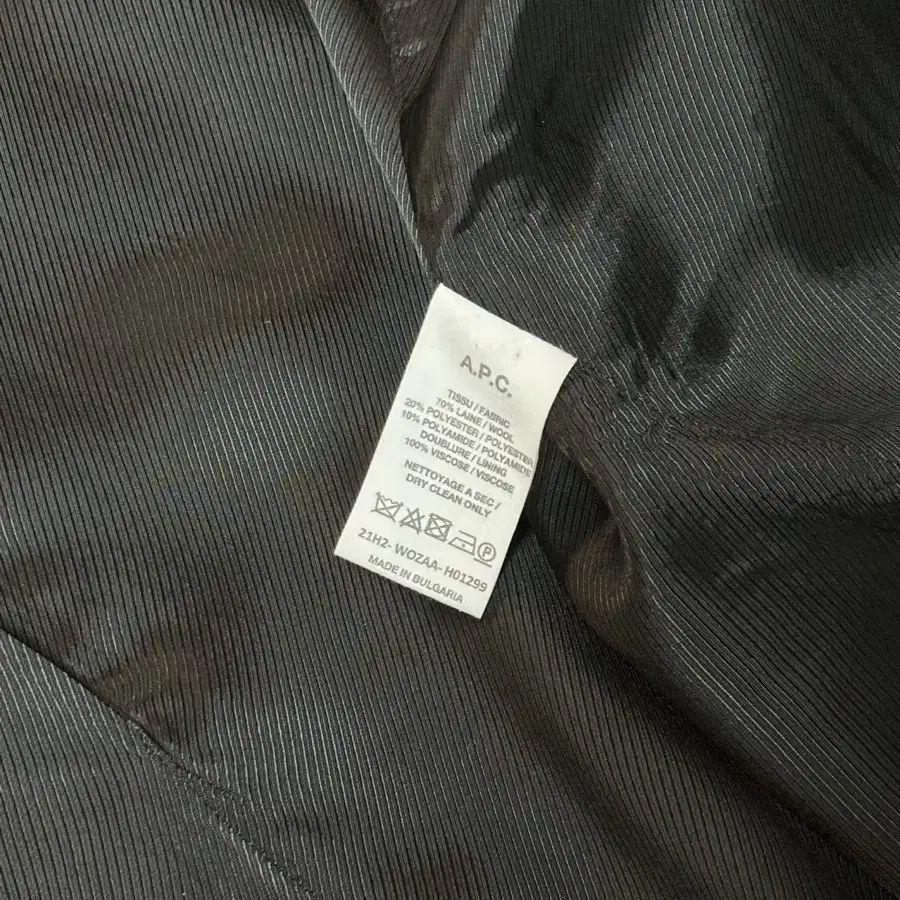 A.P.C.
TISSU / FABRIC
70% LAINE / WOOL
20% POLYESTER / POLYESTER
10% POLYAMIDE / POLYAMIDE
DOUBLURE / LINING
100% VISCOSE / VISCOSE
NETTOYAGE A SEC /
DRY CLEAN ONLY
P
21H2- WOZAA- H01299
MADE IN BULGARIA